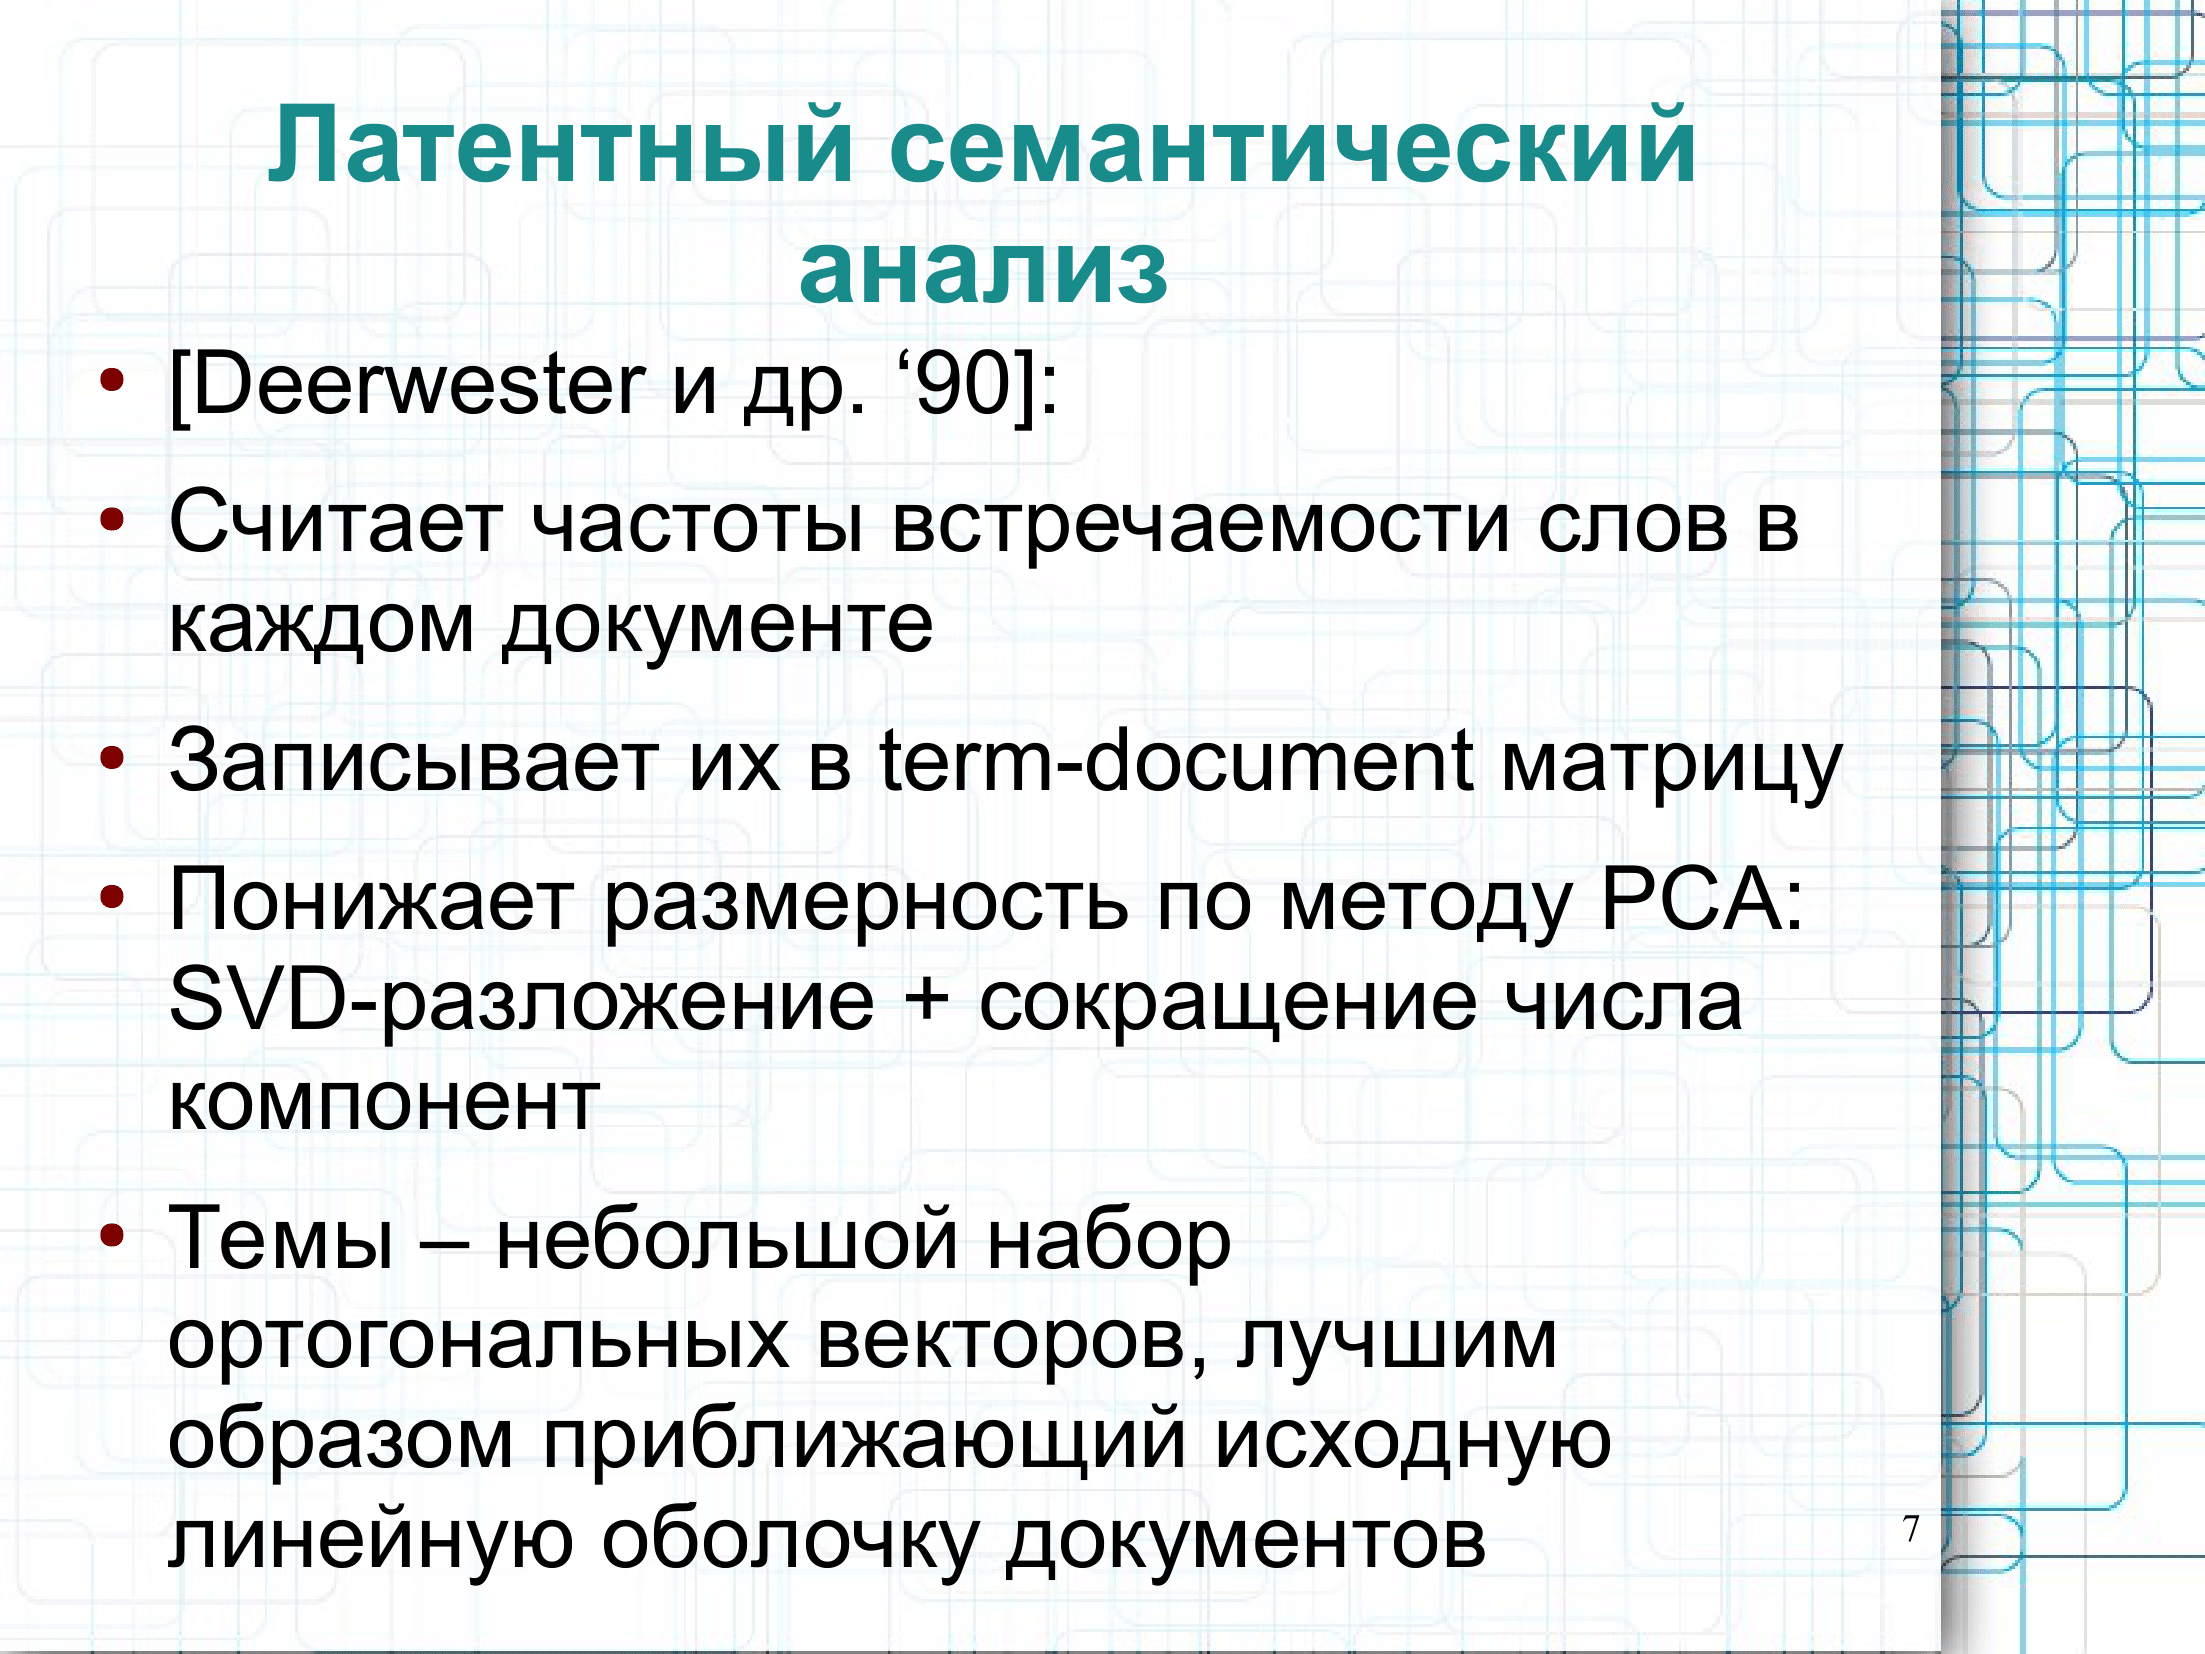 Латентный семантический
анализ
• [Deerwester и др. ‘90]:
• Считает частоты встречаемости слов в
каждом документе
• Записывает их в term-document матрицу
• Понижает размерность по методу PCA:
SVD-разложение + сокращение числа
компонент
• Темы – небольшой набор
ортогональных векторов, лучшим
образом приближающий исходную
линейную оболочку документов
7